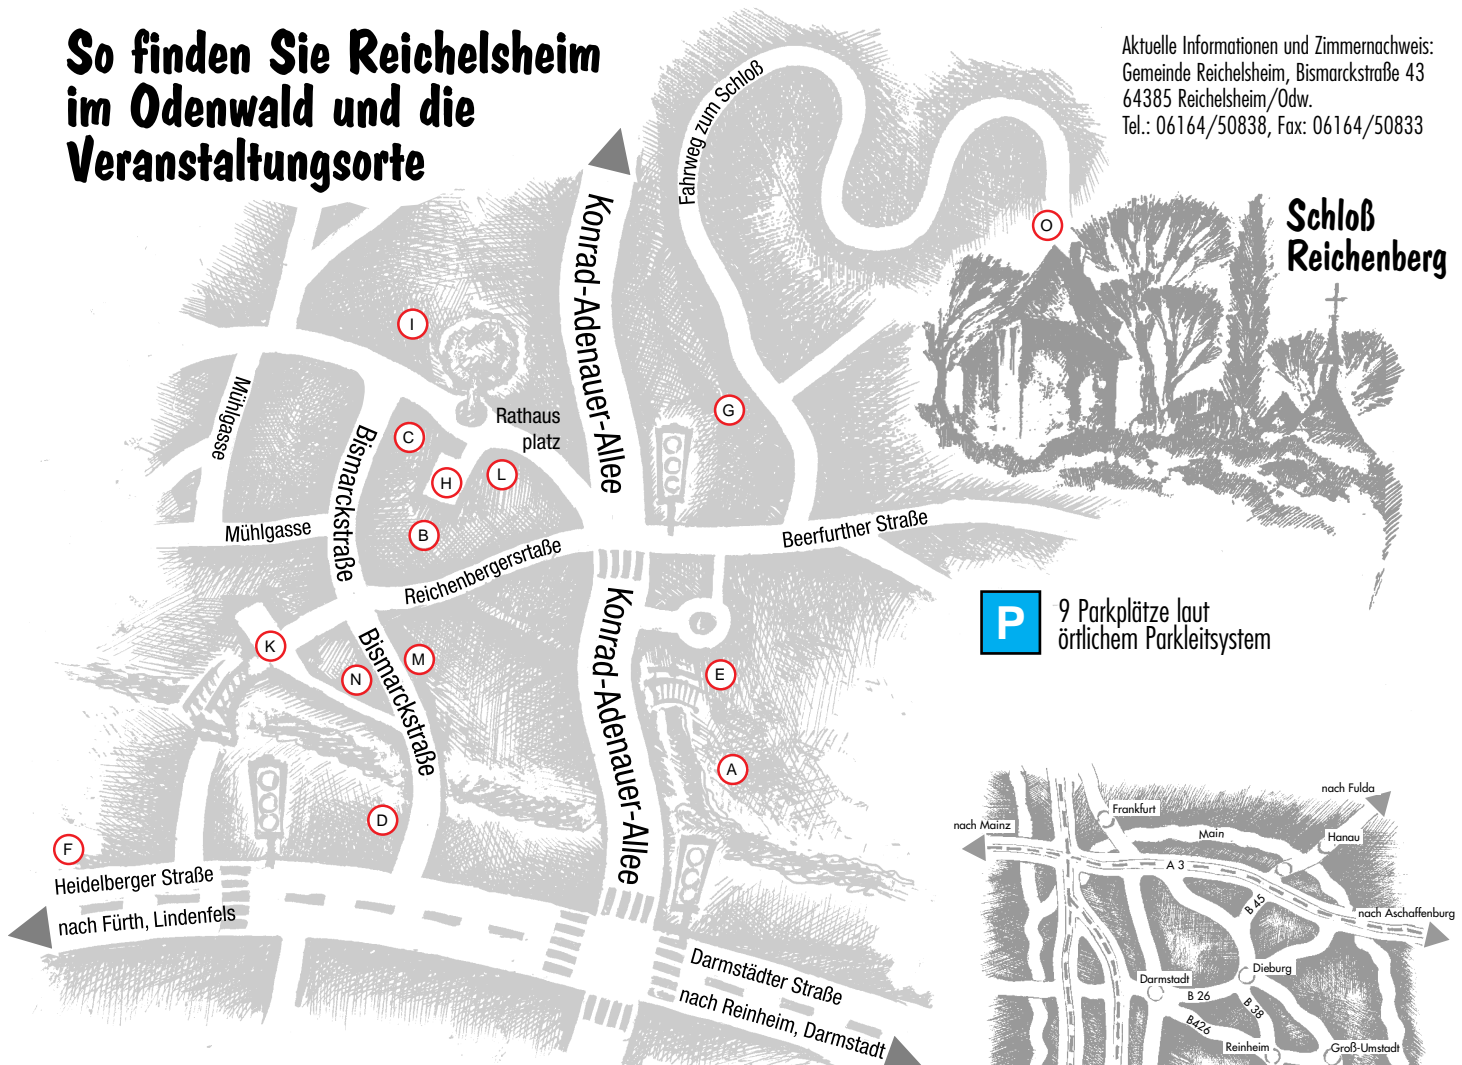 So finden Sie Reichelsheim
im Odenwald und die
Veranstaltungsorte
Aktuelle Informationen und Zimmernachweis:
Gemeinde Reichelsheim, Bismarckstraße 43
64385 Reichelsheim/Odw.
Tel.: 06164/50838, Fax: 06164/50833
Schloß
Reichenberg
Fahrweg zum Schloß
Konrad-Adenauer-Allee
O
I
G
Mühlgasse
Rathaus
platz
Bismarckstraße
C
H
L
B
Mühlgasse
Beerfurther Straße
Reichenbergersrtaße
P
9 Parkplätze laut
örtlichem Parkleitsystem
Konrad-Adenauer-Allee
K
N
M
Bismarckstraße
E
A
D
F
Heidelberger Straße
nach Fürth, Lindenfels
Darmstädter Straße
nach Reinheim, Darmstadt
nach Fulda
nach Mainz
Frankfurt
Main
Hanau
A 3
B 45
nach Aschaffenburg
Darmstadt
Dieburg
B 26
B 38
B426
Reinheim
Groß-Umstadt